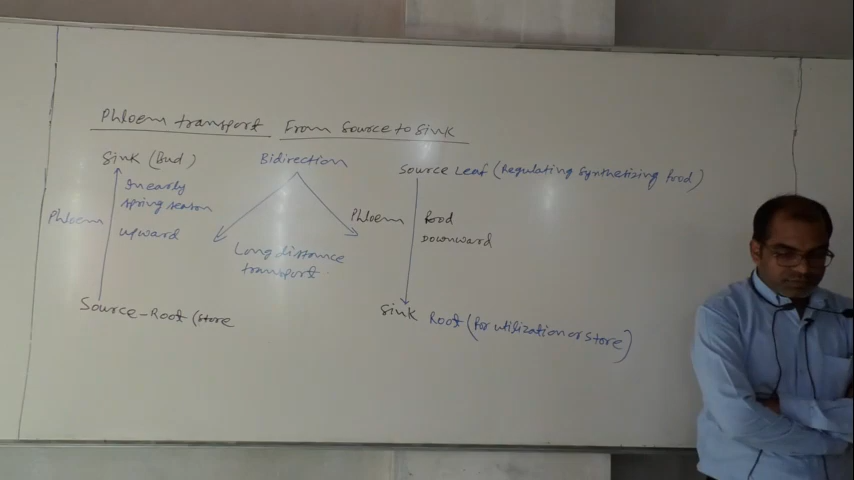 Phloem transport From Source to Sink
Sink (Bud)
In early
spring season
Phloem
upward
Source-Root (store
Bidirection
Long distance
transport
Source Leaf (Regulating Synthetising food)
Phloem
food
Downward
Sink Root (for utilization or store)